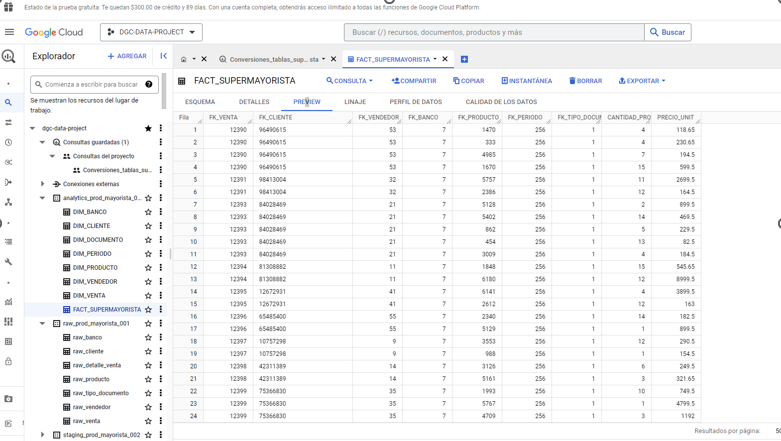 Estado de la prueba gratuita. Te quedan $300.00 de crédito y 89 días. Con una cuenta completa, obtendrás acceso ilimitado a todas las funciones de Google Cloud Platform.
Google Cloud
DGC-DATA-PROJECT
Buscar (/) recursos, documentos, productos y más
Buscar
Explorador
+ AGREGAR
Conversiones_tablas_sup... sta
FACT_SUPERMAYORISTA
Comienza a escribir para buscar
Se muestran los recursos del lugar de
trabajo.
dgc-data-project
Consultas guardadas (1)
Consultas del proyecto
Conversiones_tablas_su...
Conexiones externas
analytics_prod_mayorista_0...
DIM_BANCO
DIM_CLIENTE
DIM_DOCUMENTO
DIM_PERIODO
DIM_PRODUCTO
DIM_VENDEDOR
DIM_VENTA
FACT_SUPERMAYORISTA
raw_prod_mayorista_001
raw_banco
raw_cliente
raw_detalle_venta
raw_producto
raw_tipo_documento
raw_vendedor
raw_venta
staging_prod_mayorista_002
FACT_SUPERMAYORISTA
CONSULTA
COMPARTIR
COPIAR
INSTANTÁNEA
BORRAR
EXPORTAR
ESQUEMA DETALLES PREVIEW LINAJE PERFIL DE DATOS CALIDAD DE LOS DATOS
Fila FK_VENTA FK_CLIENTE FK_VENDEDOR FK_BANCO FK_PRODUCTO FK_PERIODO FK_TIPO_DOCUM CANTIDAD_PRO PRECIO_UNIT
1 12390 96490615 53 7 1470 256 1 4 118.65
2 12390 96490615 53 7 333 256 1 4 230.65
3 12390 96490615 53 7 4985 256 1 7 194.5
4 12390 96490615 53 7 1670 256 1 15 599.5
5 12391 98413004 32 7 5757 256 1 11 2699.5
6 12391 98413004 32 7 2386 256 1 12 164.5
7 12392 84028469 21 7 5128 256 1 2 899.5
8 12392 84028469 21 7 5402 256 1 14 469.5
9 12392 84028469 21 7 862 256 1 5 229.5
10 12392 84028469 21 7 454 256 1 13 82.5
11 12392 84028469 21 7 3009 256 1 4 184.5
12 12394 81308882 11 7 1848 256 1 15 545.65
13 12394 81308882 11 7 6180 256 1 12 8999.5
14 12395 12672931 41 7 6141 256 1 4 3899.5
15 12395 12672931 41 7 2612 256 1 12 163
16 12396 65485400 55 7 2340 256 1 14 182.5
17 12396 65485400 55 7 5129 256 1 1 899.5
18 12397 10757298 9 7 3553 256 1 12 290.5
19 12397 10757298 9 7 988 256 1 1 154.5
20 12398 42311389 14 7 3126 256 1 6 249.5
21 12398 42311389 14 7 5161 256 1 3 321.65
22 12399 75366830 35 7 1993 256 1 10 749.5
23 12399 75366830 35 7 5767 256 1 1 4799.5
24 12399 75366830 35 7 4709 256 1 3 1192
Resultados por página: